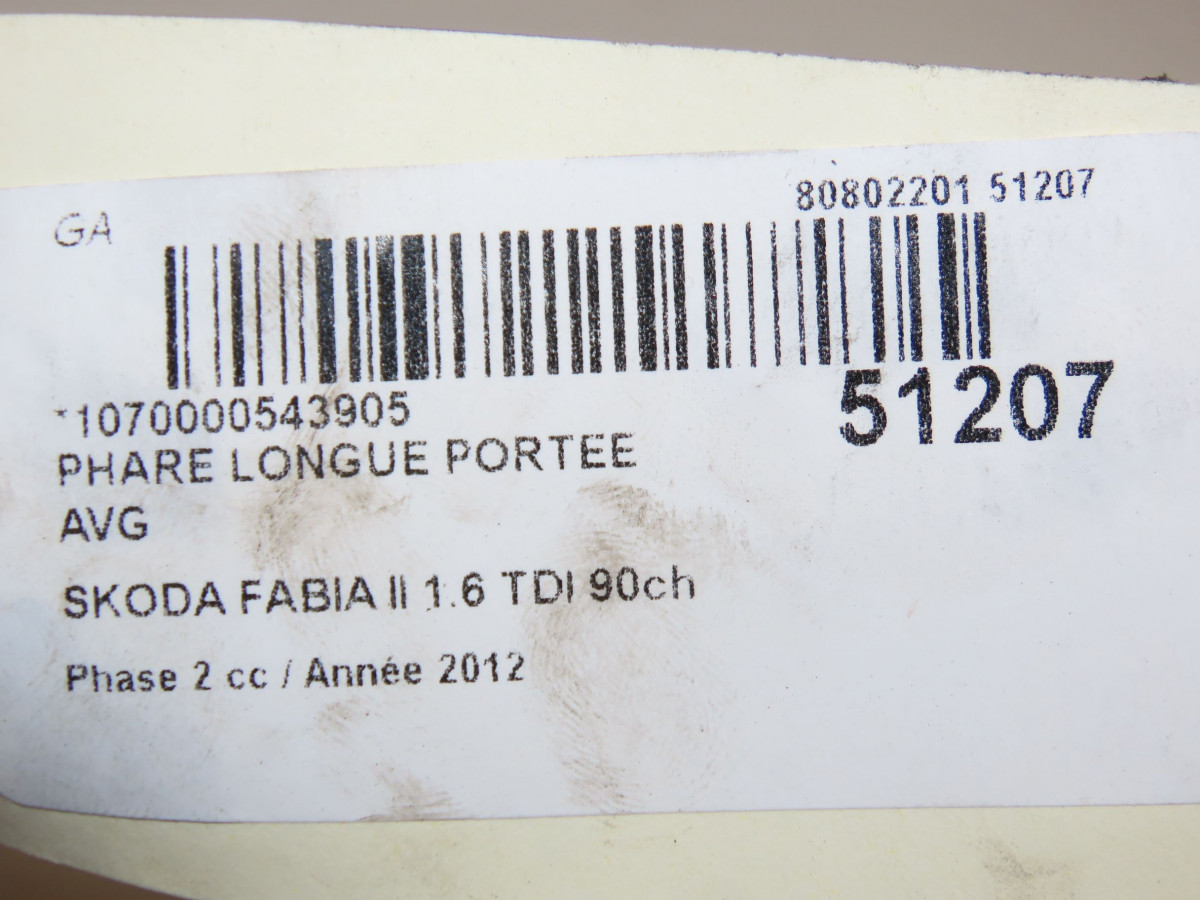 GA
80802201 51207
51207
*1070000543905
PHARE LONGUE PORTEE
AVG
SKODA FABIA II 1.6 TDI 90ch
Phase 2 cc / Année 2012